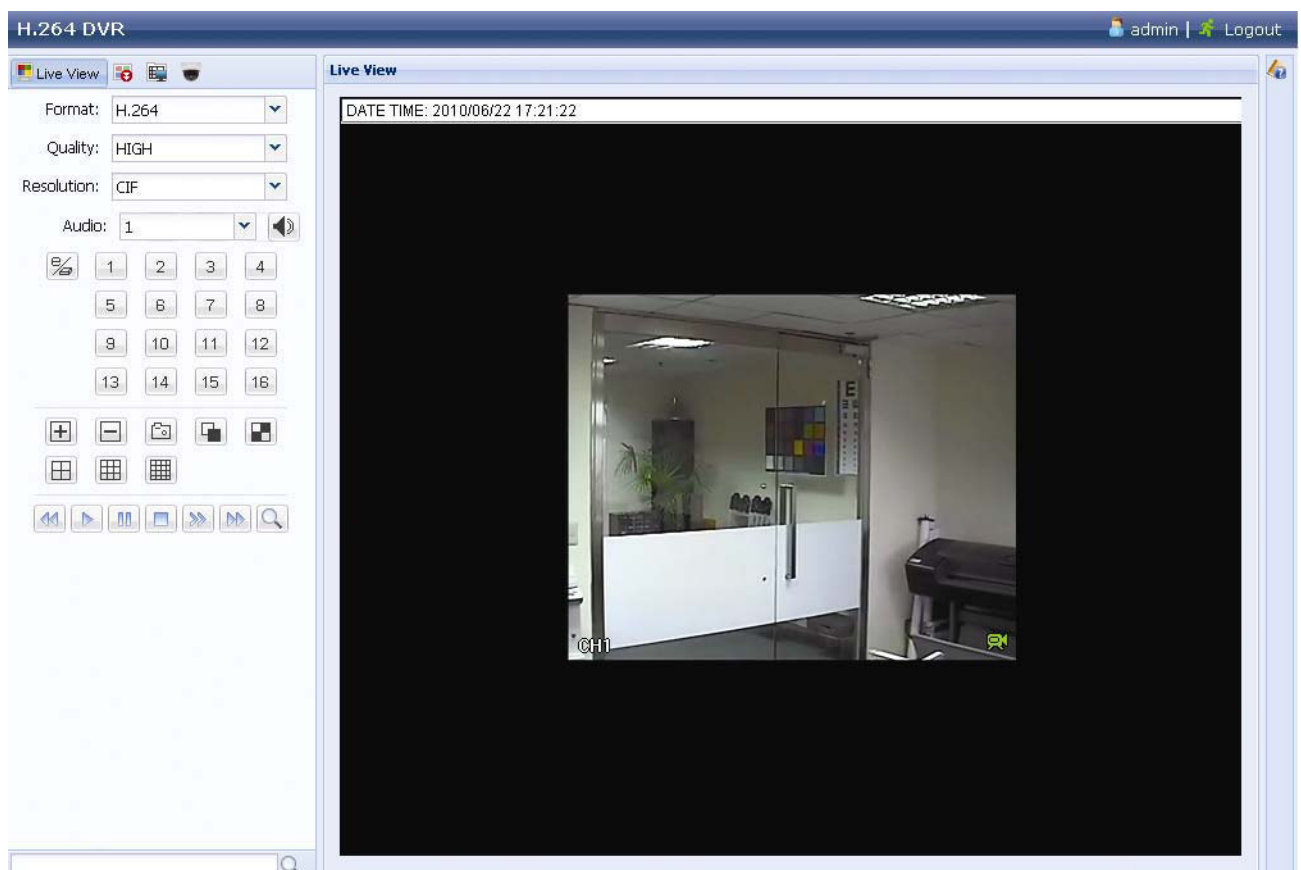 H.264 DVR
admin | Logout
Live View
Format: H.264
Quality: HIGH
Resolution: CIF
Audio: 1
1 2 3 4
5 6 7 8
9 10 11 12
13 14 15 16
Live View
DATE TIME: 2010/06/22 17:21:22
E
CH1